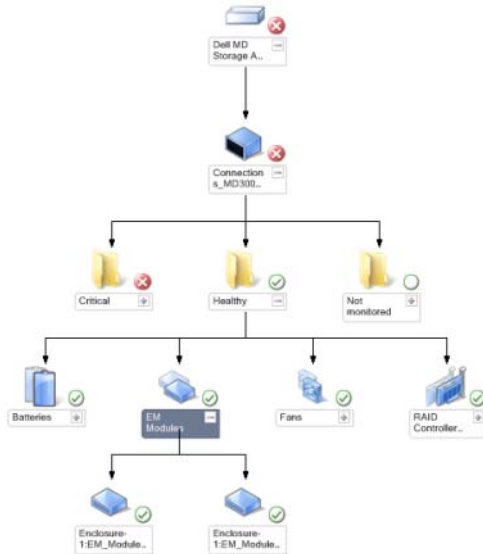 Dell MD
Storage A..
Connection
s_MD300..
Critical
Healthy
Not
monitored
Batteries
EM
Modules
Fans
RAID
Controller..
Enclosure-
1:EM_Module..
Enclosure-
1:EM_Module..